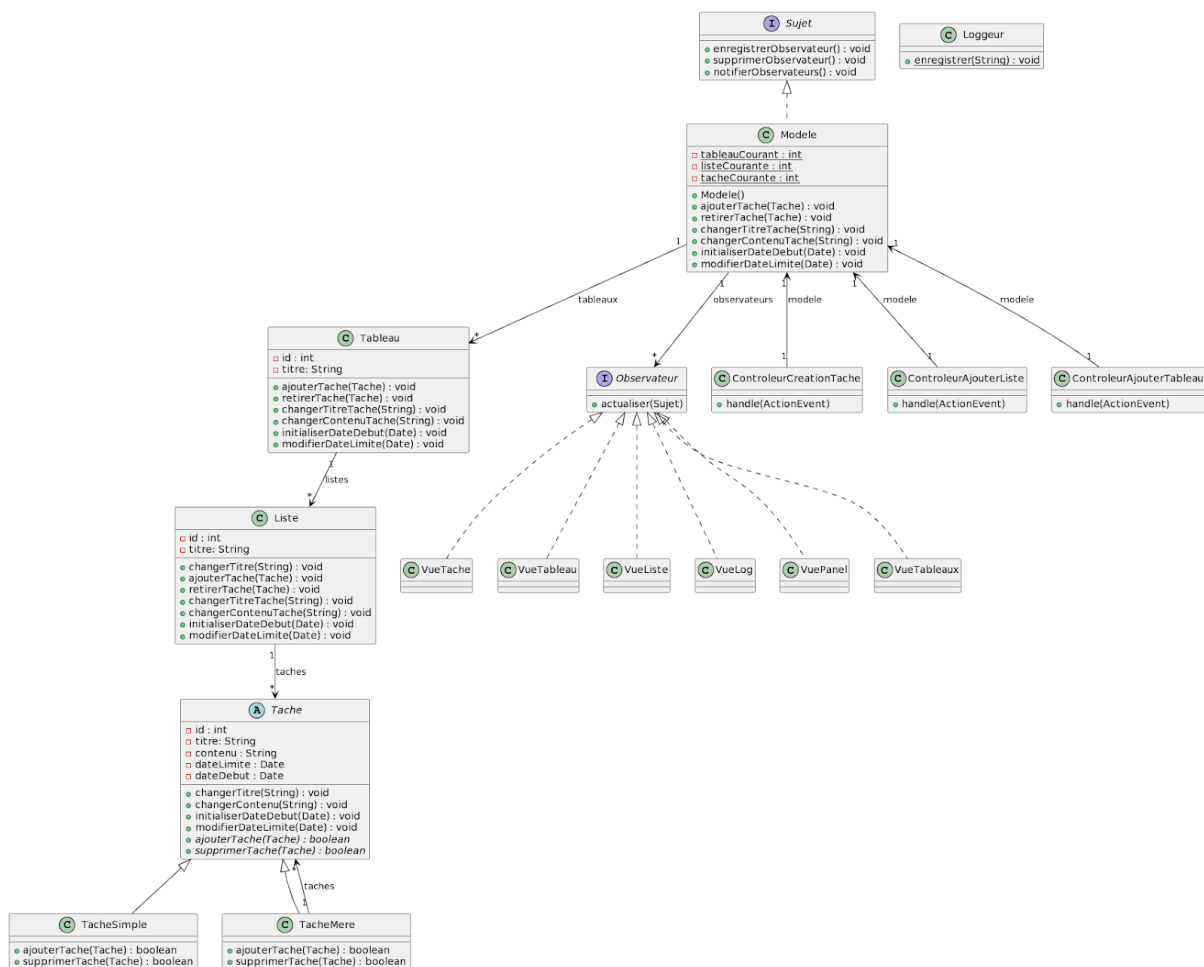 I Sujet
enregistrerObservateur() : void
supprimerObservateur() : void
notifierObservateurs() : void
C Loggeur
enregistrer(String) : void
C Modele
tableauCourant : int
listeCourante : int
tacheCourante : int
Modele()
ajouterTache(Tache) : void
retirerTache(Tache) : void
changerTitreTache(String) : void
changerContenuTache(String) : void
initialiserDateDebut(Date) : void
modifierDateLimite(Date) : void
1
1
1
1
1
tableaux
observateurs
modele
modele
modele
*
*
1
1
1
C Tableau
id : int
titre: String
ajouterTache(Tache) : void
retirerTache(Tache) : void
changerTitreTache(String) : void
changerContenuTache(String) : void
initialiserDateDebut(Date) : void
modifierDateLimite(Date) : void
I Observateur
actualiser(Sujet)
C ControleurCreationTache
handle(ActionEvent)
C ControleurAjouterListe
handle(ActionEvent)
C ControleurAjouterTableau
handle(ActionEvent)
1
listes
*
C Liste
id : int
titre: String
changerTitre(String) : void
ajouterTache(Tache) : void
retirerTache(Tache) : void
changerTitreTache(String) : void
changerContenuTache(String) : void
initialiserDateDebut(Date) : void
modifierDateLimite(Date) : void
C VueTache
C VueTableau
C VueListe
C VueLog
C VuePanel
C VueTableaux
1
taches
*
A Tache
id : int
titre: String
contenu : String
dateLimite : Date
dateDebut : Date
changerTitre(String) : void
changerContenu(String) : void
initialiserDateDebut(Date) : void
modifierDateLimite(Date) : void
ajouterTache(Tache) : boolean
supprimerTache(Tache) : boolean
*
taches
1
C TacheSimple
ajouterTache(Tache) : boolean
supprimerTache(Tache) : boolean
C TacheMere
ajouterTache(Tache) : boolean
supprimerTache(Tache) : boolean